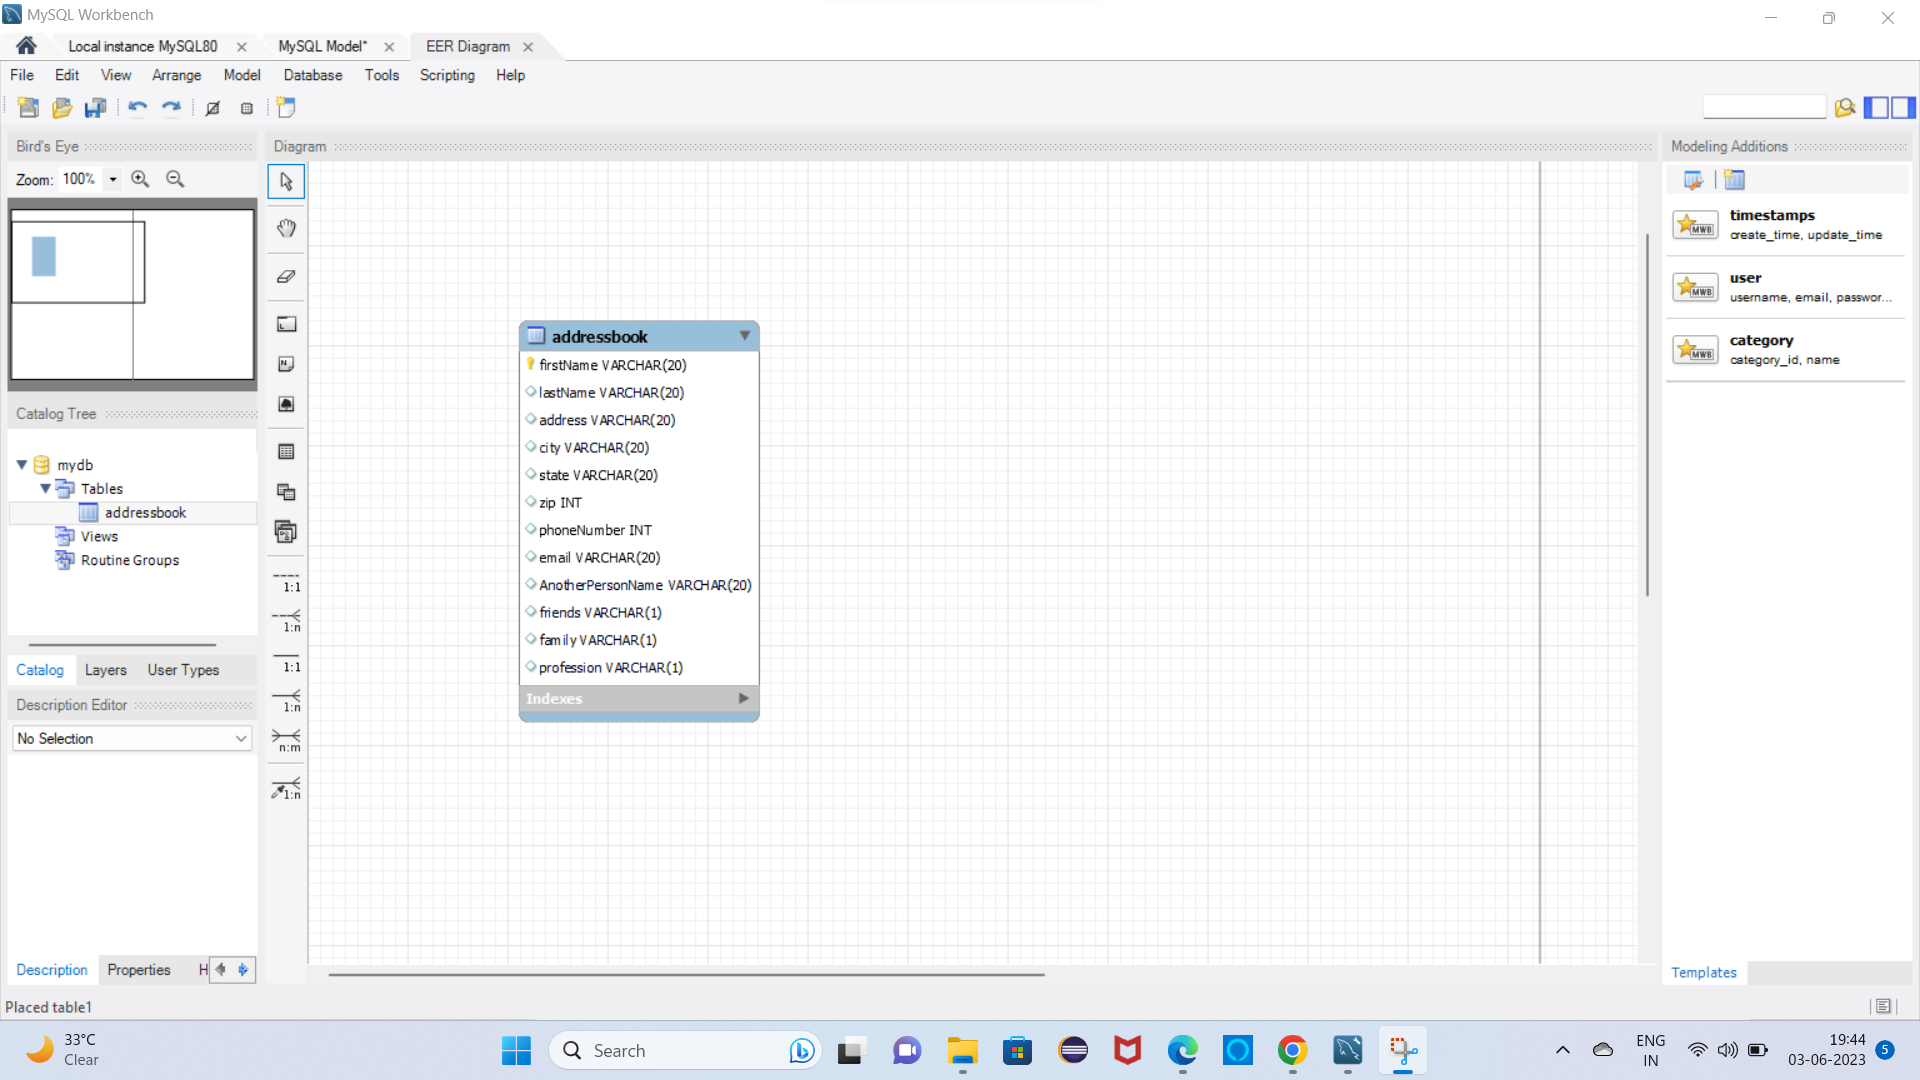 MySQL Workbench
Local instance MySQL80
MySQL Model*
EER Diagram
File Edit View Arrange Model Database Tools Scripting Help
Bird's Eye
Zoom: 100%
Catalog Tree
mydb
Tables
addressbook
Views
Routine Groups
Catalog Layers User Types
Description Editor
No Selection
Description Properties H
Diagram
1:1
1:n
1:1
1:n
n:m
1:n
addressbook
firstName VARCHAR(20)
lastName VARCHAR(20)
address VARCHAR(20)
city VARCHAR(20)
state VARCHAR(20)
zip INT
phoneNumber INT
email VARCHAR(20)
AnotherPersonName VARCHAR(20)
friends VARCHAR(1)
family VARCHAR(1)
profession VARCHAR(1)
Indexes
Modeling Additions
MWB
timestamps
create_time, update_time
MWB
user
username, email, passwor...
MWB
category
category_id, name
Templates
Placed table1
33°C
Clear
Search
ENG
IN
19:44
03-06-2023
5